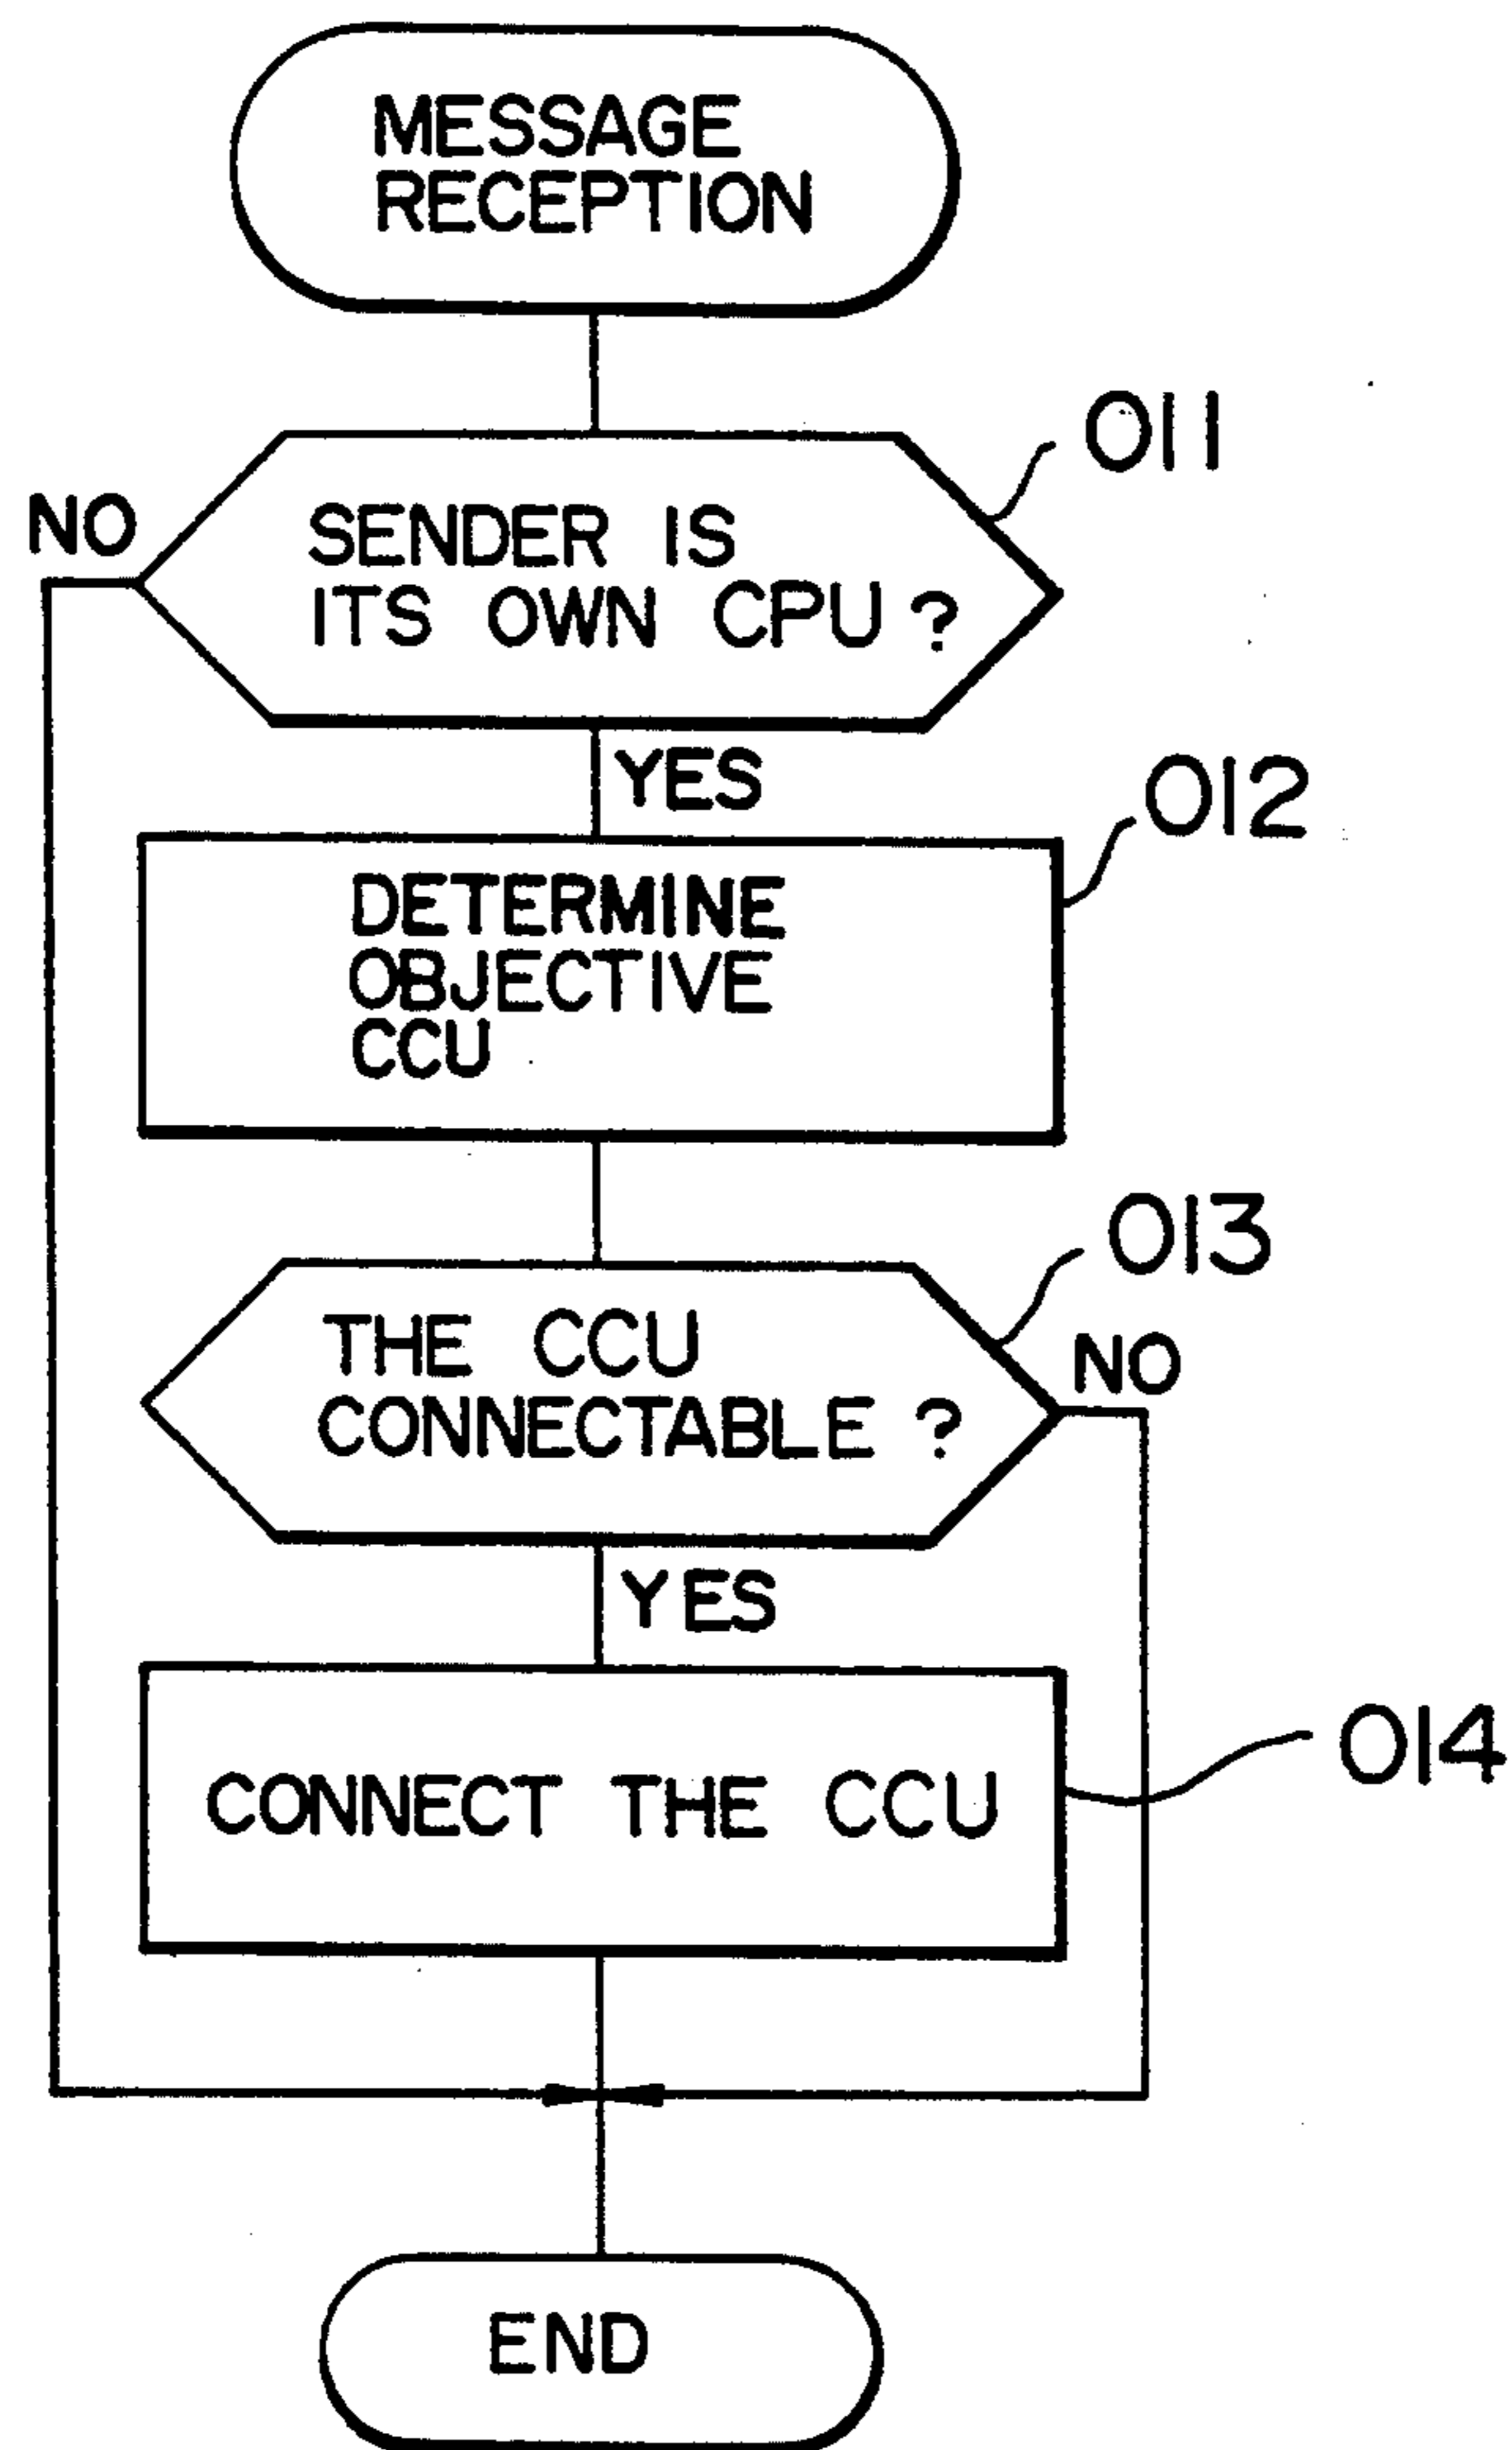 MESSAGE
RECEPTION
011
NO
SENDER IS
ITS OWN CPU ?
YES
012
DETERMINE
OBJECTIVE
CCU
013
THE CCU
CONNECTABLE ?
NO
YES
CONNECT THE CCU
014
END